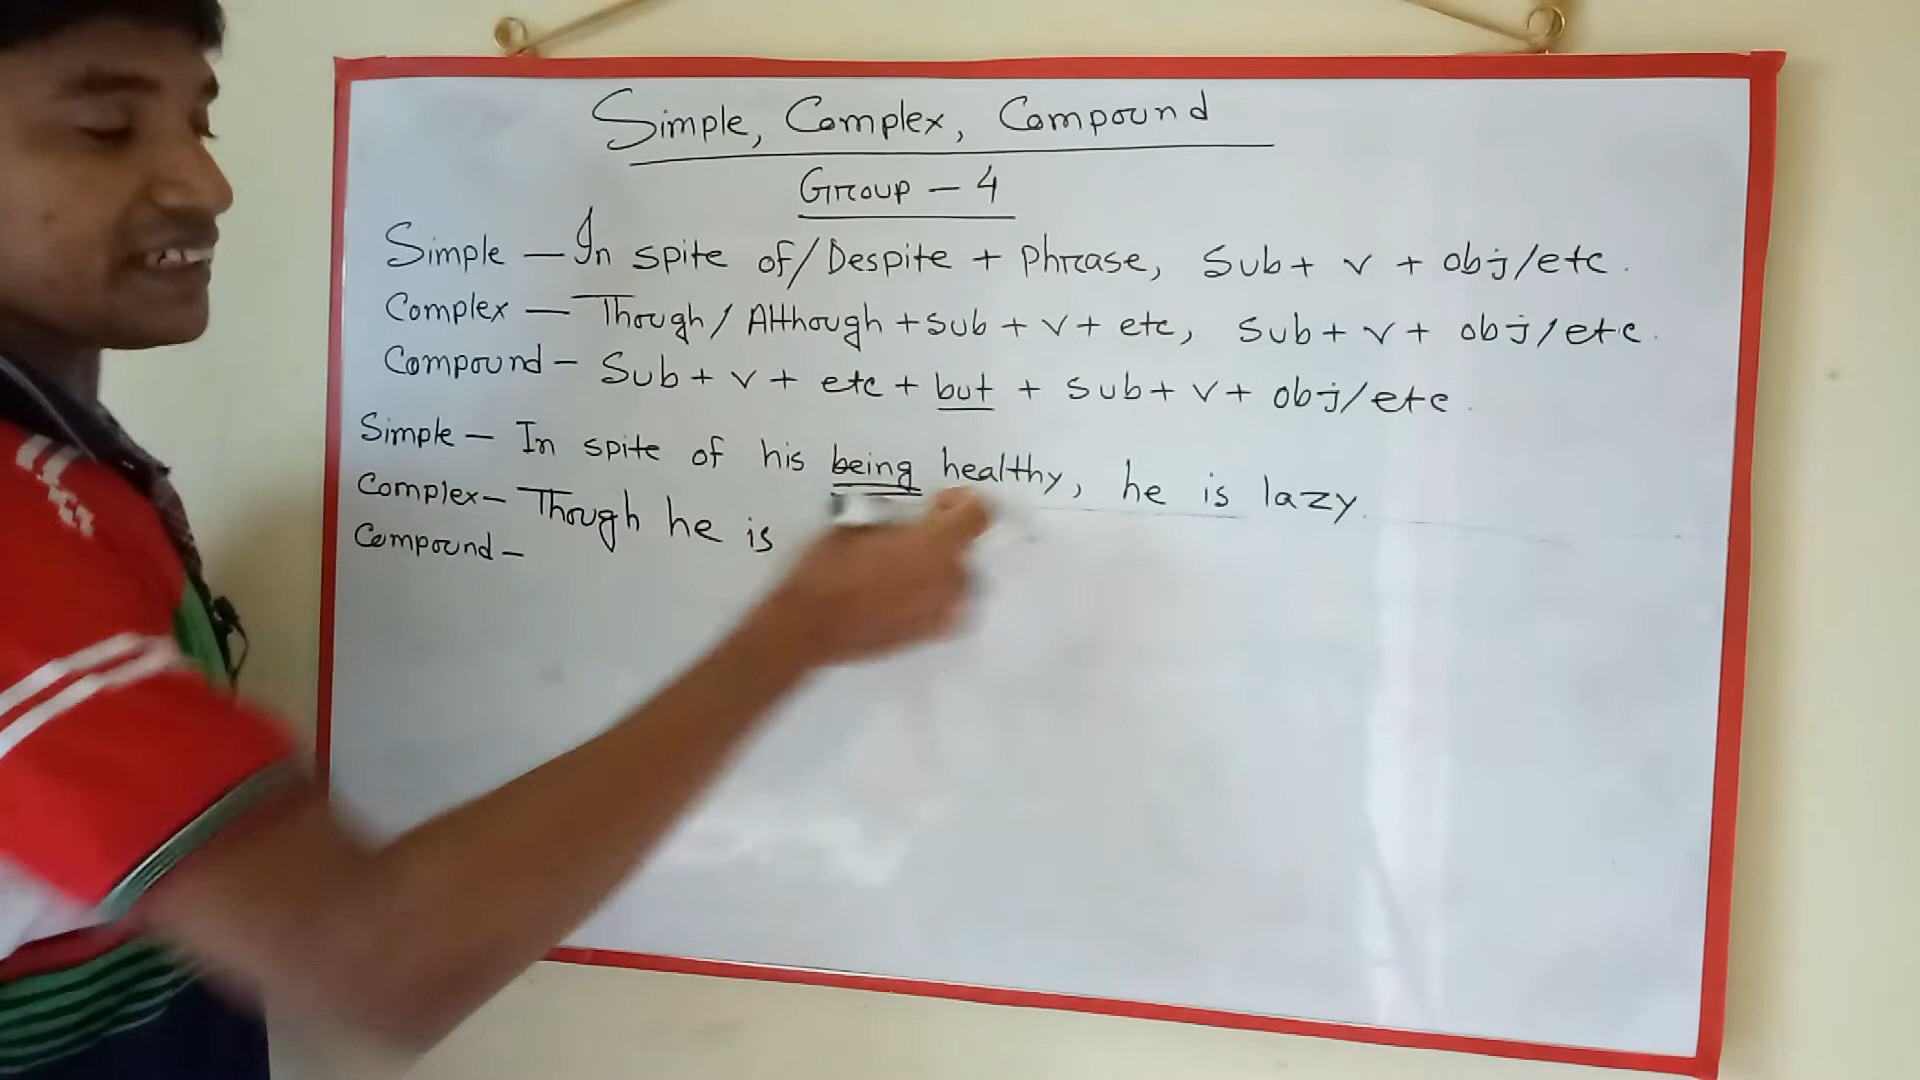 Simple, Complex, Compound
Group - 4
Simple — In spite of/Despite + Phrase, Sub + v + obj/etc.
Complex — Though/Although + sub + v + etc, Sub + v + obj/etc.
Compound - Sub + v + etc + but + sub + v + obj/etc.
Simple — In spite of his being healthy, he is lazy.
Complex - Though he is
Compound -